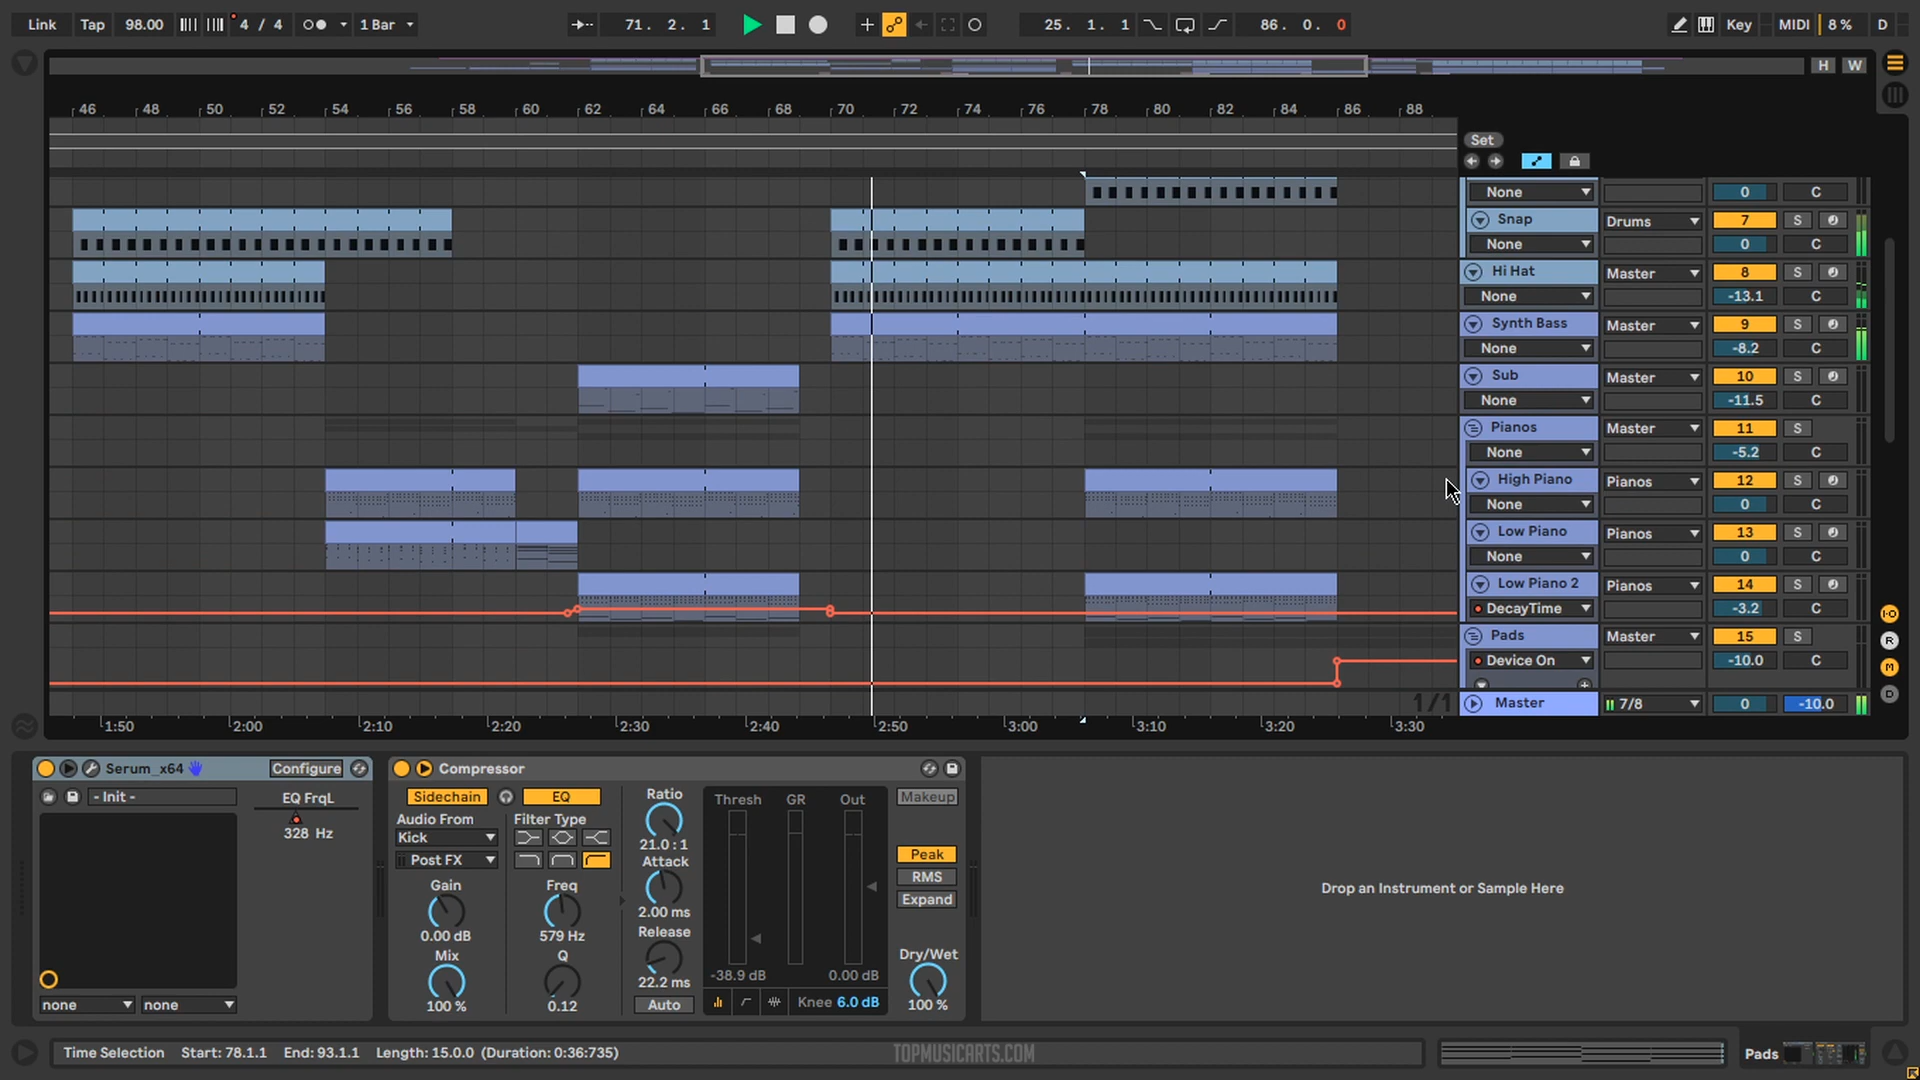 Link Tap 98.00 4 / 4 1 Bar 71. 2. 1 25. 1. 1 86. 0. 0 Key MIDI 8 % D
H W
46 48 50 52 54 56 58 60 62 64 66 68 70 72 74 76 78 80 82 84 86 88
Set
None 0 C
Snap Drums 7 S
None 0 C
Hi Hat Master 8 S
None -13.1 C
Synth Bass Master 9 S
None -8.2 C
Sub Master 10 S
None -11.5 C
Pianos Master 11 S
None -5.2 C
High Piano Pianos 12 S
None 0 C
Low Piano Pianos 13 S
None 0 C
Low Piano 2 Pianos 14 S
DecayTime -3.2 C
I·O
Pads Master 15 S
R
Device On -10.0 C
M
D
1/1 Master 7/8 0 -10.0
1:50 2:00 2:10 2:20 2:30 2:40 2:50 3:00 3:10 3:20 3:30
Serum_x64 Configure Compressor
- Init - EQ FrqL
328 Hz
none none
Sidechain EQ
Audio From Filter Type
Kick
Post FX
Gain Freq
0.00 dB 579 Hz
Mix Q
100 % 0.12
Ratio
21.0 : 1
Attack
2.00 ms
Release
22.2 ms
Auto
Thresh GR Out
-38.9 dB 0.00 dB
Knee 6.0 dB
Makeup
Peak
RMS
Expand
Dry/Wet
100 %
Drop an Instrument or Sample Here
Time Selection Start: 78.1.1 End: 93.1.1 Length: 15.0.0 (Duration: 0:36:735)
TOPMUSICARTS.COM
Pads